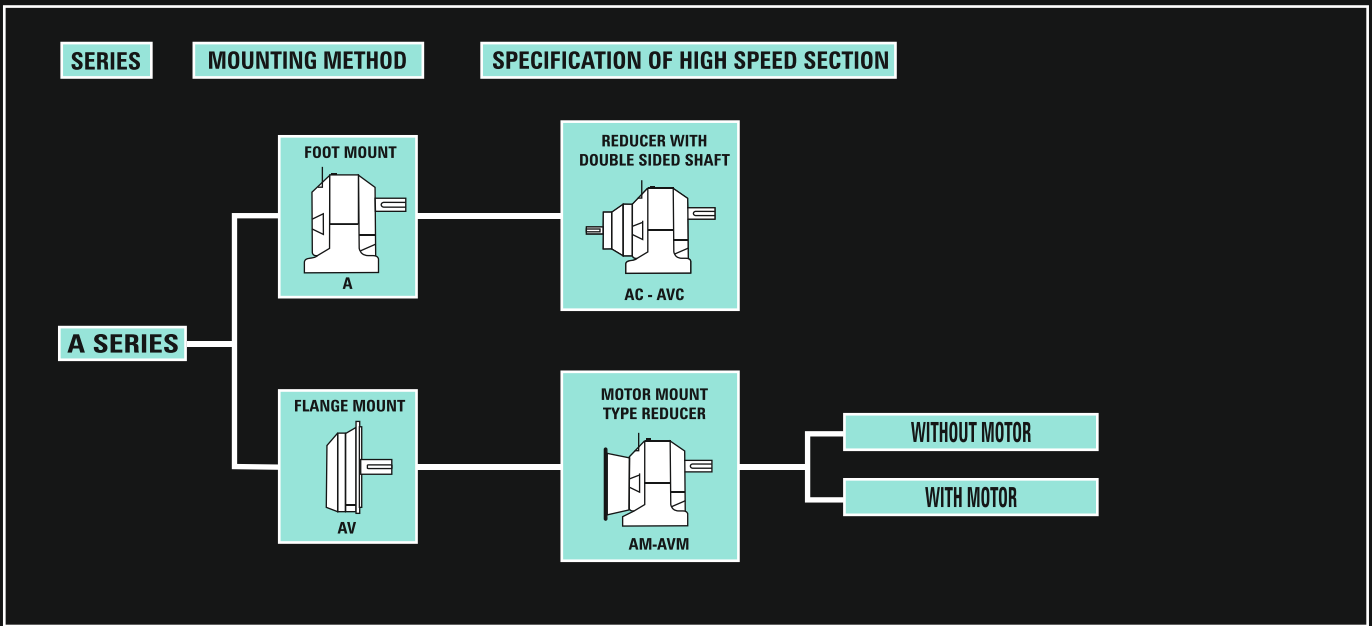 SERIES
MOUNTING METHOD
SPECIFICATION OF HIGH SPEED SECTION
FOOT MOUNT
A
REDUCER WITH
DOUBLE SIDED SHAFT
AC - AVC
A SERIES
FLANGE MOUNT
AV
MOTOR MOUNT
TYPE REDUCER
AM-AVM
WITHOUT MOTOR
WITH MOTOR